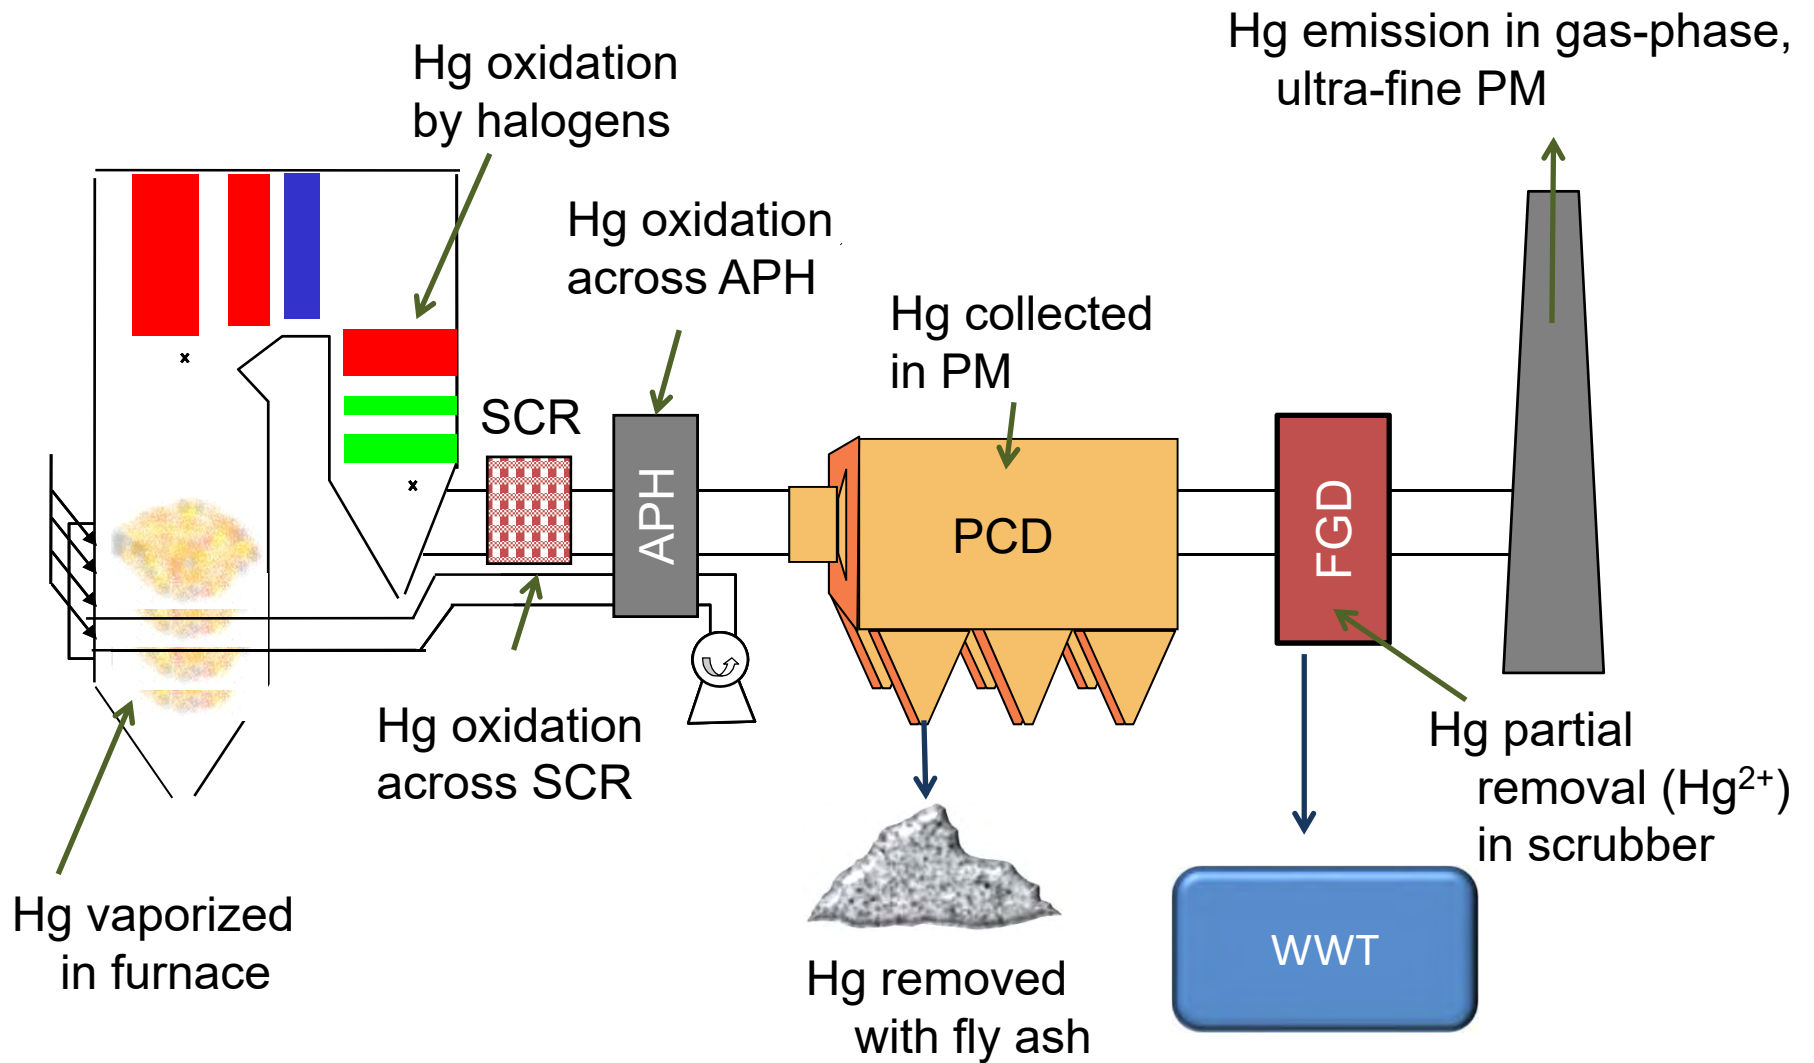 Hg emission in gas-phase,
ultra-fine PM
Hg oxidation
by halogens
Hg oxidation
across APH
Hg collected
in PM
SCR
APH
PCD
FGD
Hg oxidation
across SCR
Hg partial
removal (Hg²⁺)
in scrubber
Hg vaporized
in furnace
WWT
Hg removed
with fly ash